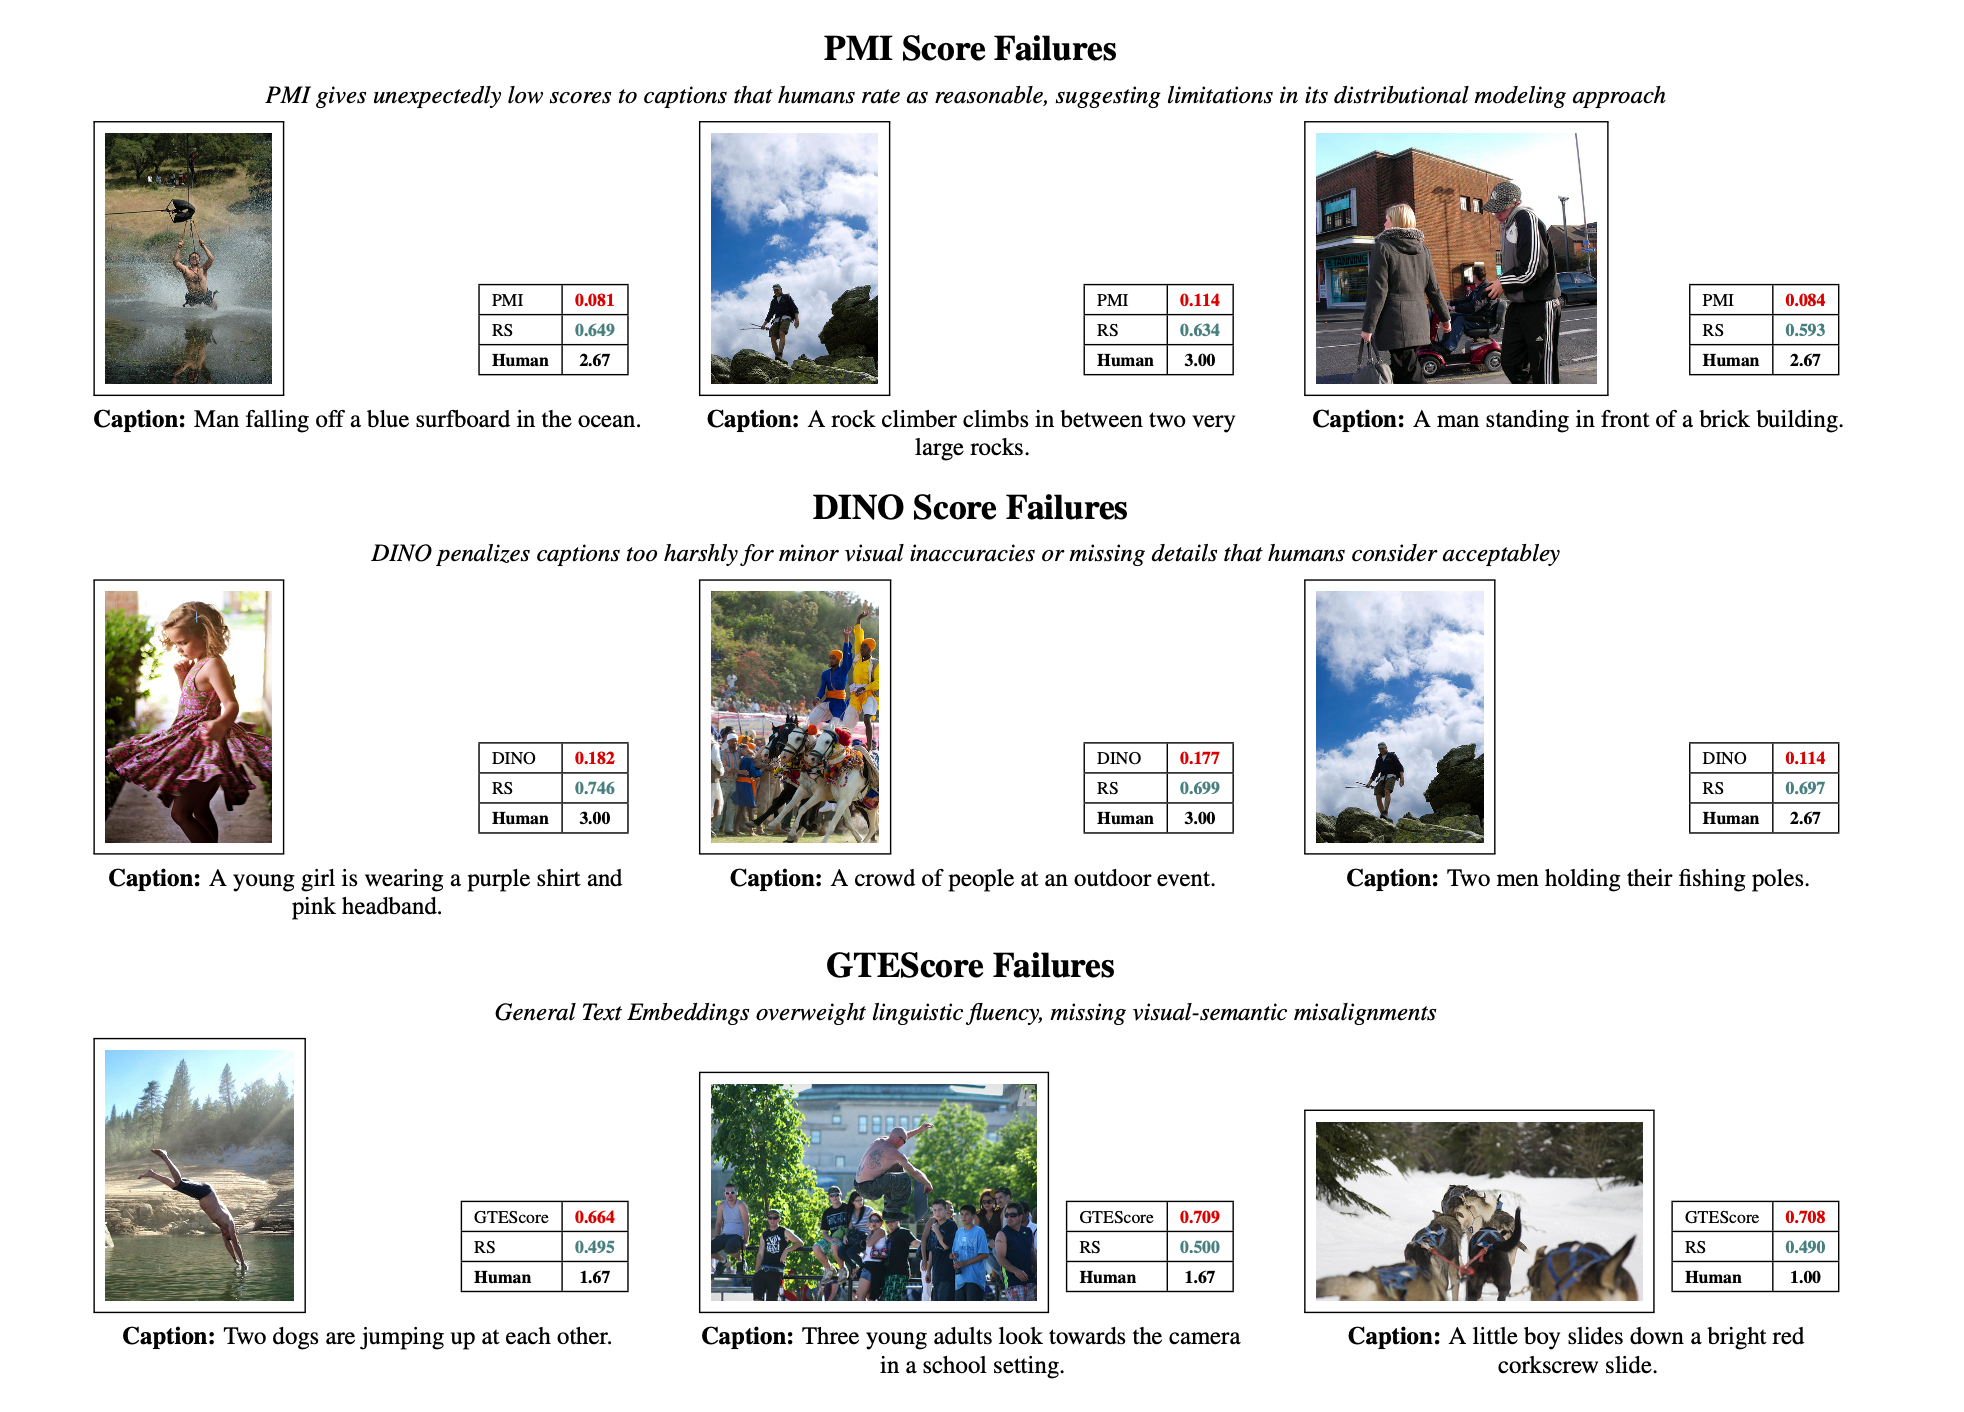 PMI Score Failures
PMI gives unexpectedly low scores to captions that humans rate as reasonable, suggesting limitations in its distributional modeling approach
PMI 0.081
RS 0.649
Human 2.67
Caption: Man falling off a blue surfboard in the ocean.
PMI 0.114
RS 0.634
Human 3.00
Caption: A rock climber climbs in between two very
large rocks.
TANNING
PMI 0.084
RS 0.593
Human 2.67
Caption: A man standing in front of a brick building.
DINO Score Failures
DINO penalizes captions too harshly for minor visual inaccuracies or missing details that humans consider acceptabley
DINO 0.182
RS 0.746
Human 3.00
Caption: A young girl is wearing a purple shirt and
pink headband.
DINO 0.177
RS 0.699
Human 3.00
Caption: A crowd of people at an outdoor event.
DINO 0.114
RS 0.697
Human 2.67
Caption: Two men holding their fishing poles.
GTEScore Failures
General Text Embeddings overweight linguistic fluency, missing visual-semantic misalignments
GTEScore 0.664
RS 0.495
Human 1.67
Caption: Two dogs are jumping up at each other.
GTEScore 0.709
RS 0.500
Human 1.67
Caption: Three young adults look towards the camera
in a school setting.
GTEScore 0.708
RS 0.490
Human 1.00
Caption: A little boy slides down a bright red
corkscrew slide.